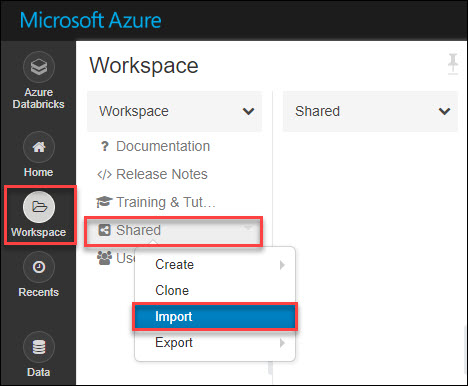 Microsoft Azure
Azure
Databricks
Home
Workspace
Recents
Data
Workspace
Workspace
Shared
? Documentation
</> Release Notes
Training & Tut...
Shared
Use
Create
Clone
Import
Export